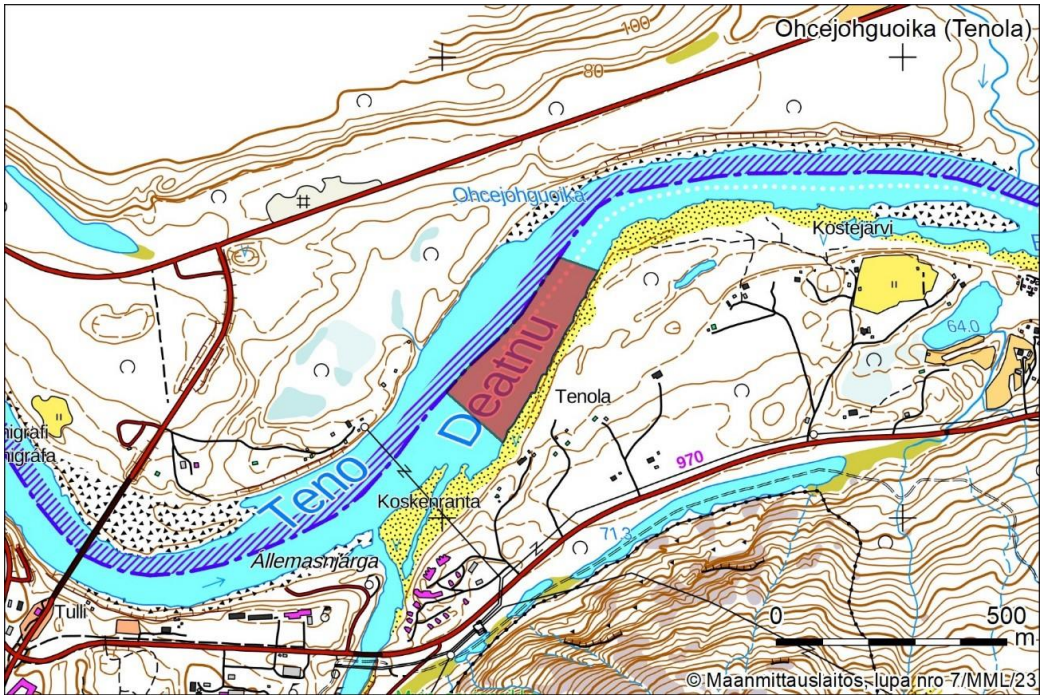 Ohcejohguoika (Tenola)
100
80
Ohcejohguoika
Kostejärvi
64.0
Deatnu
Tenola
970
Teno
Koskenranta
71.3
Állemasnjárga
Tulli
0 500
m
© Maanmittauslaitos, lupa nro 7/MML/23